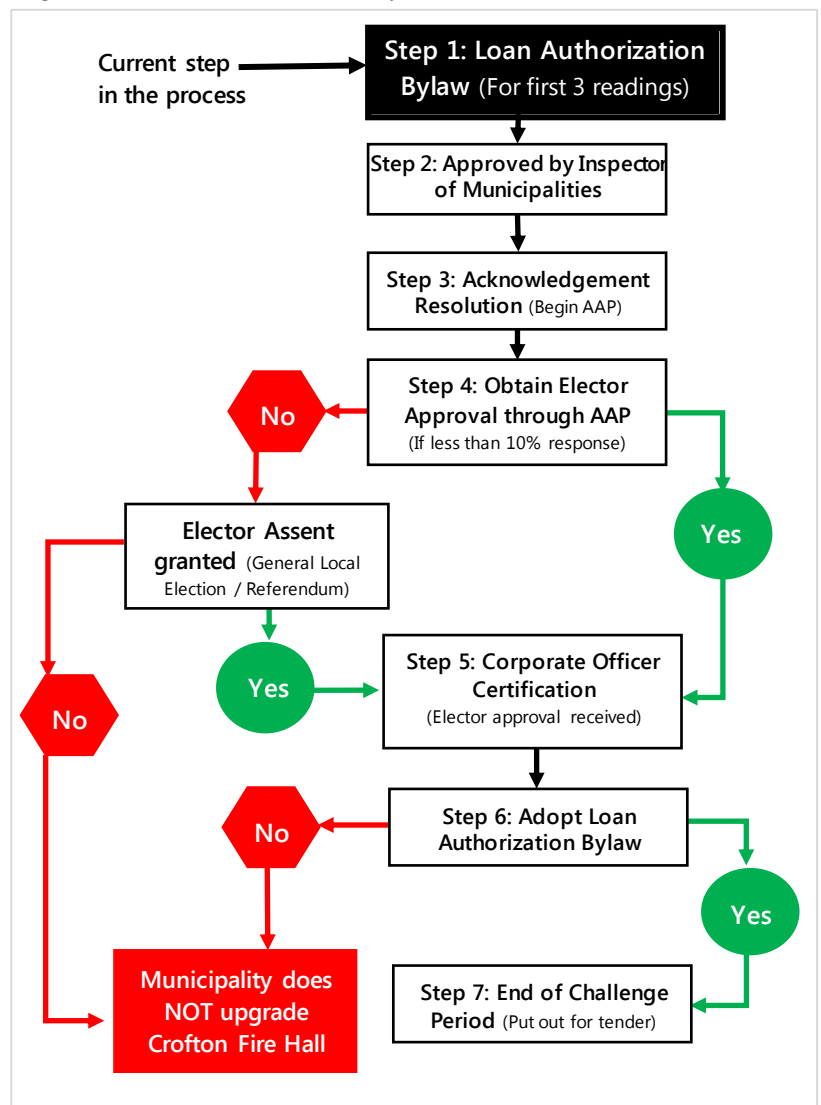 Current step
in the process
Step 1: Loan Authorization
Bylaw (For first 3 readings)
Step 2: Approved by Inspector
of Municipalities
Step 3: Acknowledgement
Resolution (Begin AAP)
Step 4: Obtain Elector
Approval through AAP
(If less than 10% response)
No
Yes
Elector Assent
granted (General Local
Election / Referendum)
Yes
No
Step 5: Corporate Officer
Certification
(Elector approval received)
Step 6: Adopt Loan
Authorization Bylaw
No
Yes
Municipality does
NOT upgrade
Crofton Fire Hall
Step 7: End of Challenge
Period (Put out for tender)